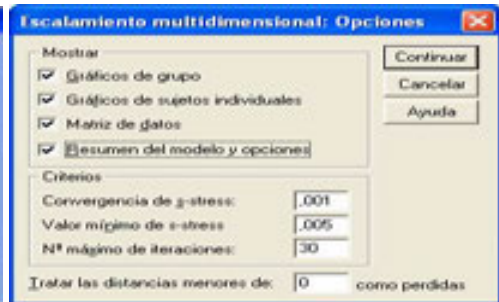 Escalamiento multidimensional: Opciones
Mostrar
Gráficos de grupo
Gráficos de sujetos individuales
Matriz de datos
Resumen del modelo y opciones
Continuar
Cancelar
Ayuda
Criterios
Convergencia de s-stress: .001
Valor mínimo de s-stress .005
Nº máximo de iteraciones: 30
Tratar las distancias menores de: 0 como perdidas